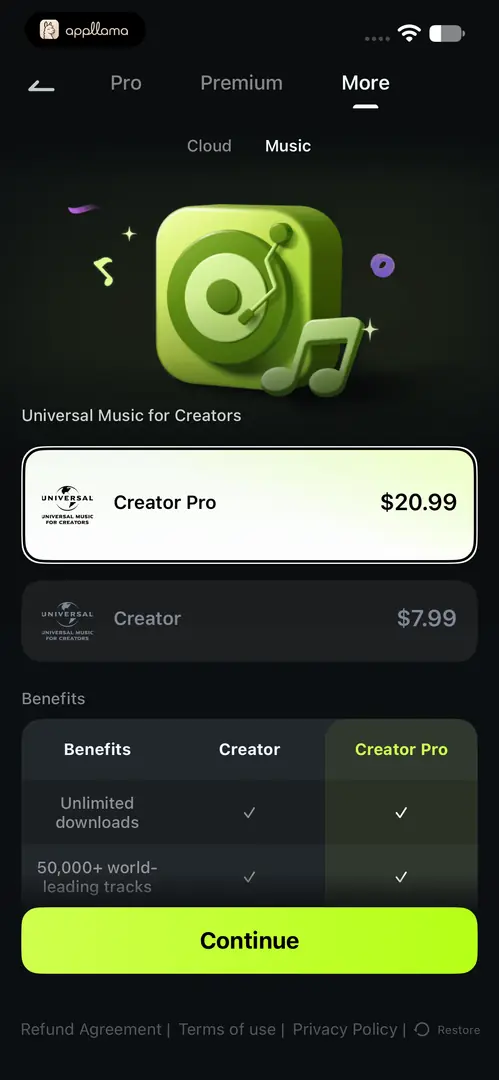 appllama
Pro Premium More
Cloud Music
Universal Music for Creators
UNIVERSAL
UNIVERSAL MUSIC
FOR CREATORS
Creator Pro $20.99
UNIVERSAL
UNIVERSAL MUSIC
FOR CREATORS
Creator $7.99
Benefits
Benefits Creator Creator Pro
Unlimited
downloads
50,000+ world-
leading tracks
Continue
Refund Agreement | Terms of use | Privacy Policy | Restore